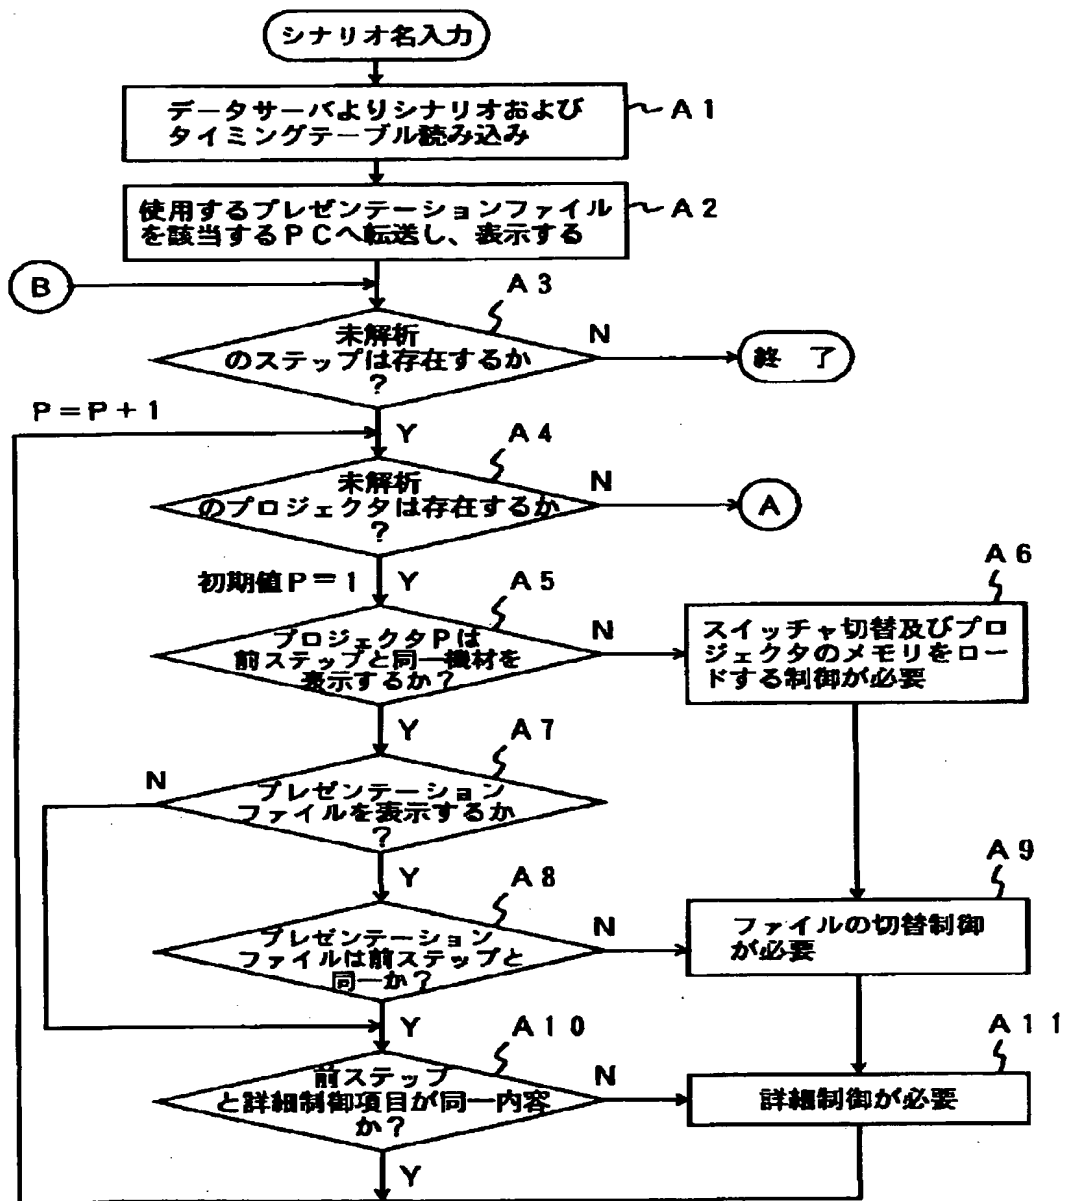 シナリオ名入力
データサーバよりシナリオおよび
タイミングテーブル読み込み
A1
使用するプレゼンテーションファイル
を該当するPCへ転送し、表示する
A2
B
A3
未解析
のステップは存在するか
?
N
終 了
P=P+1
Y
A4
未解析
のプロジェクタは存在するか
?
N
A
初期値P=1
Y
A5
プロジェクタPは
前ステップと同一機材を
表示するか?
N
A6
スイッチャ切替及びプロ
ジェクタのメモリをロー
ドする制御が必要
Y
A7
N
プレゼンテーション
ファイルを表示するか
?
Y
A8
プレゼンテーション
ファイルは前ステップと
同一か?
N
A9
ファイルの切替制御
が必要
Y
A10
前ステップ
と詳細制御項目が同一内容
か?
N
A11
詳細制御が必要
Y